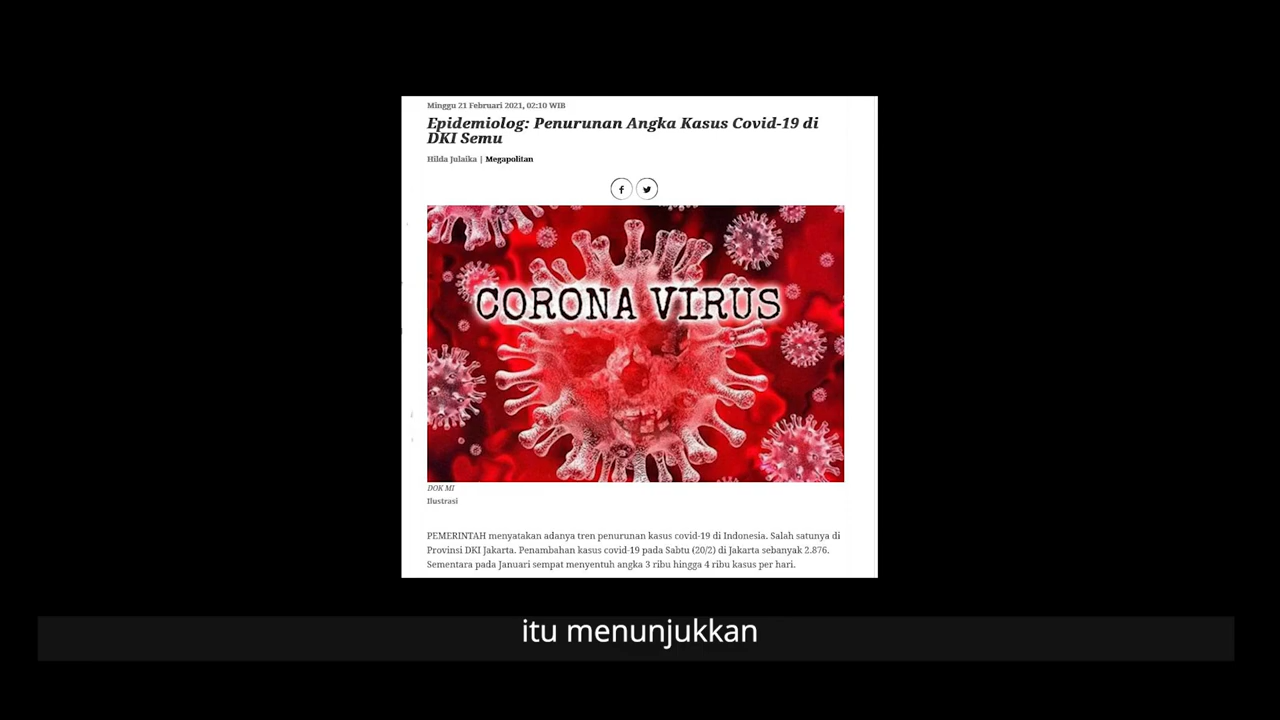 Minggu 21 Februari 2021, 02:10 WIB
Epidemiolog: Penurunan Angka Kasus Covid-19 di
DKI Semu
Hilda Julaika | Megapolitan
CORONA VIRUS
DOK MI
Ilustrasi
PEMERINTAH menyatakan adanya tren penurunan kasus covid-19 di Indonesia. Salah satunya di
Provinsi DKI Jakarta. Penambahan kasus covid-19 pada Sabtu (20/2) di Jakarta sebanyak 2.876.
Sementara pada Januari sempat menyentuh angka 3 ribu hingga 4 ribu kasus per hari.
itu menunjukkan